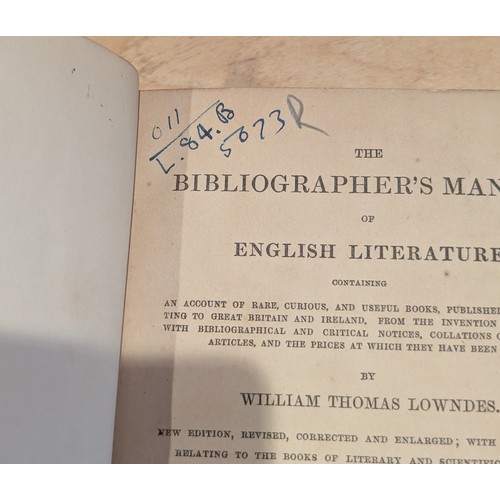 011
L.84.B
5673 R
THE
BIBLIOGRAPHER'S MAN
OF
ENGLISH LITERATURE
CONTAINING
AN ACCOUNT OF RARE, CURIOUS, AND USEFUL BOOKS, PUBLISHED
TING TO GREAT BRITAIN AND IRELAND, FROM THE INVENTION
WITH BIBLIOGRAPHICAL AND CRITICAL NOTICES, COLLATIONS O
ARTICLES, AND THE PRICES AT WHICH THEY HAVE BEEN
BY
WILLIAM THOMAS LOWNDES.
NEW EDITION, REVISED, CORRECTED AND ENLARGED; WITH
RELATING TO THE BOOKS OF LITERARY AND SCIENTIFIC